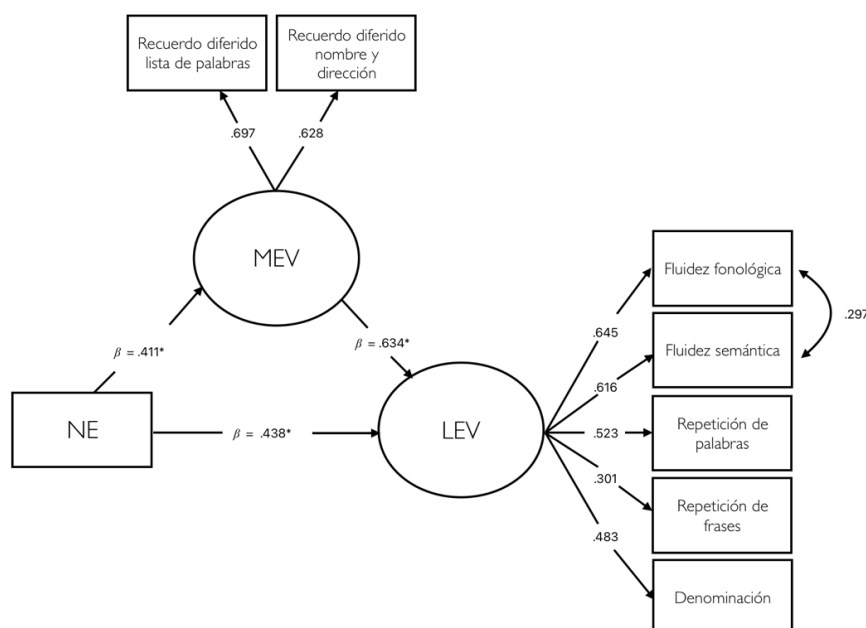 Recuerdo diferido
lista de palabras
Recuerdo diferido
nombre y
dirección
.697
.628
MEV
β = .411*
β = .634*
NE
β = .438*
LEV
.645
.616
.523
.301
.483
Fluidez fonológica
Fluidez semántica
.297
Repetición de
palabras
Repetición de
frases
Denominación